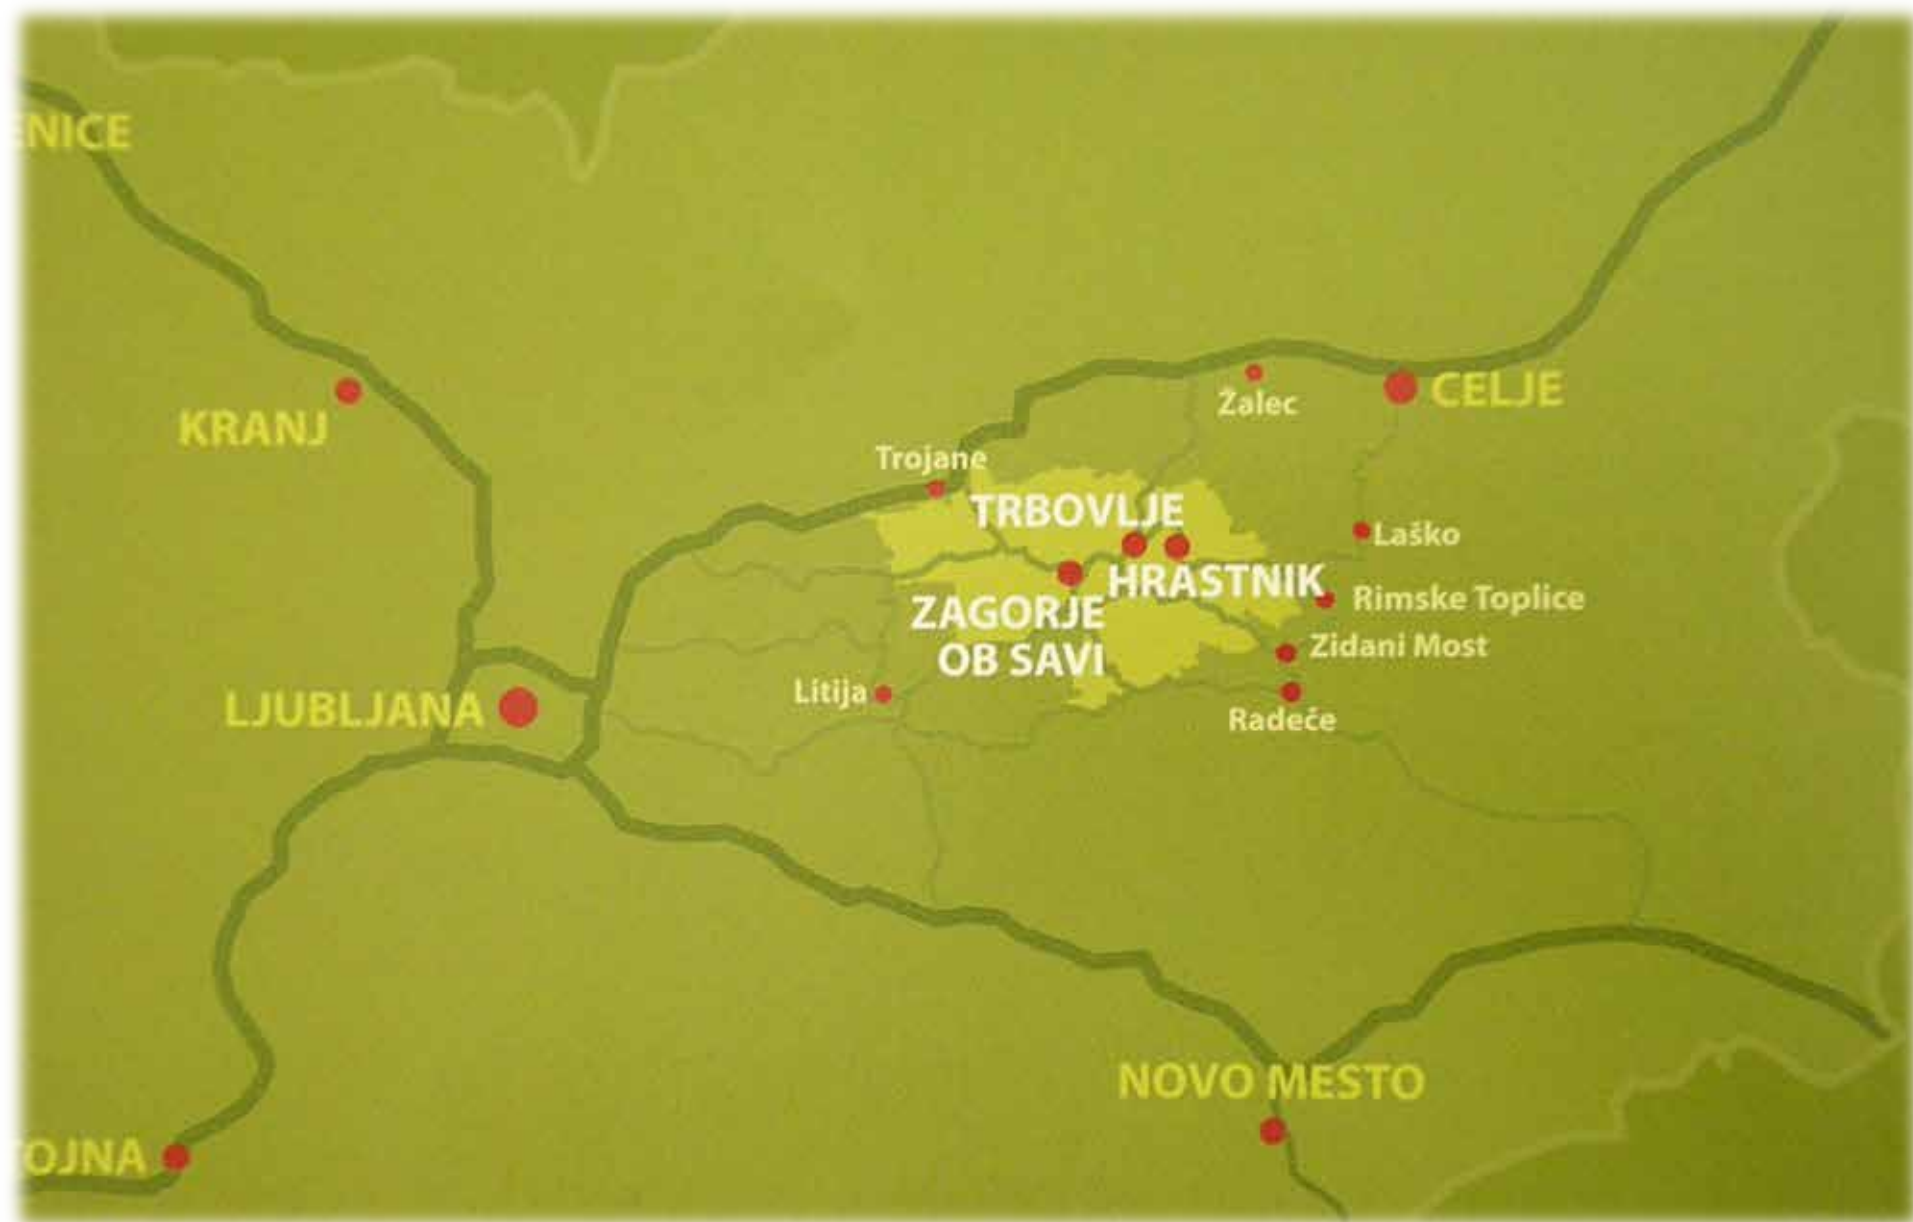 ENICE
KRANJ
Žalec
CELJE
Trojane
TRBOVLJE
Laško
HRASTNIK
Rimske Toplice
ZAGORJE
OB SAVI
Zidani Most
Litija
LJUBLJANA
Radeče
NOVO MESTO
TOJNA